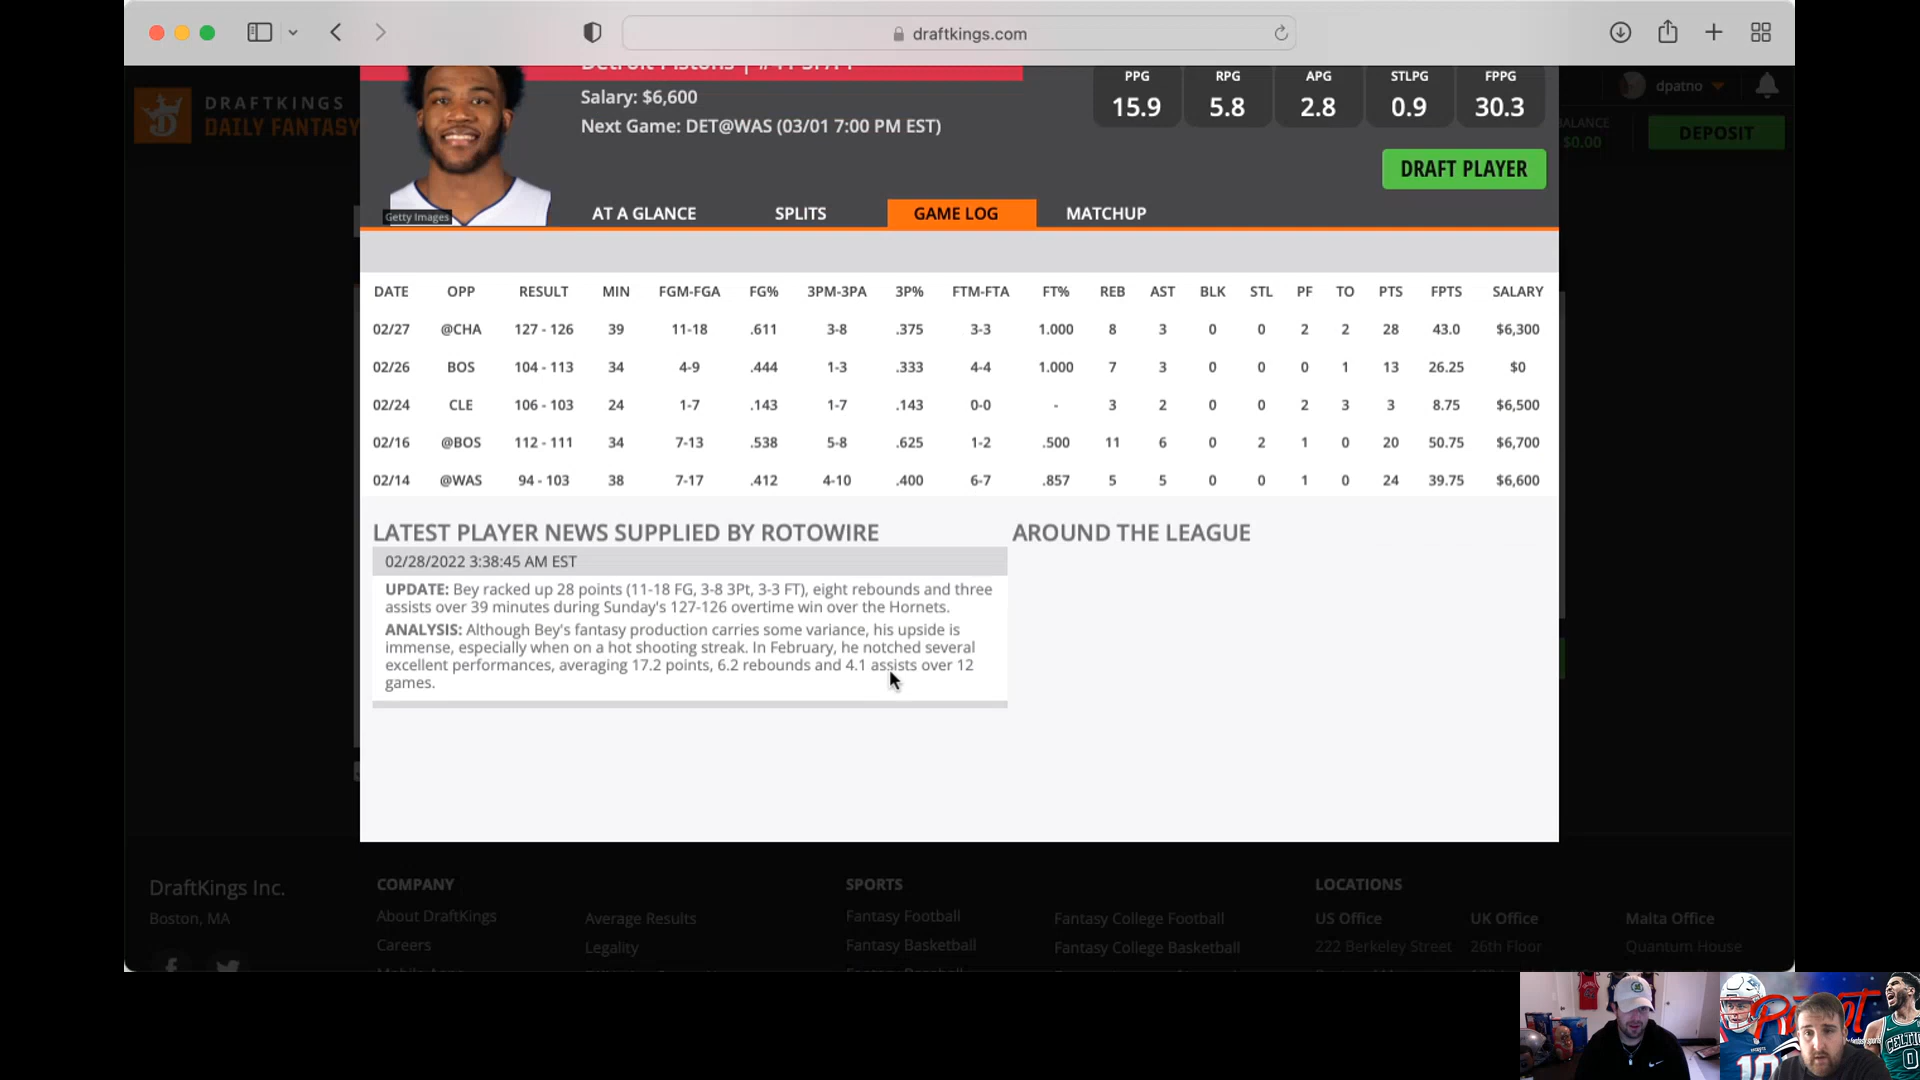 draftkings.com
DRAFTKINGS
DAILY FANTASY
dpatno
BALANCE
$0.00
DEPOSIT
Detroit Pistons | #41 SF/PF
Salary: $6,600
Next Game: DET@WAS (03/01 7:00 PM EST)
PPG RPG APG STLPG FPPG
15.9 5.8 2.8 0.9 30.3
DRAFT PLAYER
Getty Images
AT A GLANCE SPLITS GAME LOG MATCHUP
DATE OPP RESULT MIN FGM-FGA FG% 3PM-3PA 3P% FTM-FTA FT% REB AST BLK STL PF TO PTS FPTS SALARY
02/27 @CHA 127 - 126 39 11-18 .611 3-8 .375 3-3 1.000 8 3 0 0 2 2 28 43.0 $6,300
02/26 BOS 104 - 113 34 4-9 .444 1-3 .333 4-4 1.000 7 3 0 0 0 1 13 26.25 $0
02/24 CLE 106 - 103 24 1-7 .143 1-7 .143 0-0 - 3 2 0 0 2 3 3 8.75 $6,500
02/16 @BOS 112 - 111 34 7-13 .538 5-8 .625 1-2 .500 11 6 0 2 1 0 20 50.75 $6,700
02/14 @WAS 94 - 103 38 7-17 .412 4-10 .400 6-7 .857 5 5 0 0 1 0 24 39.75 $6,600
LATEST PLAYER NEWS SUPPLIED BY ROTOWIRE
02/28/2022 3:38:45 AM EST
UPDATE: Bey racked up 28 points (11-18 FG, 3-8 3Pt, 3-3 FT), eight rebounds and three
assists over 39 minutes during Sunday's 127-126 overtime win over the Hornets.
ANALYSIS: Although Bey's fantasy production carries some variance, his upside is
immense, especially when on a hot shooting streak. In February, he notched several
excellent performances, averaging 17.2 points, 6.2 rebounds and 4.1 assists over 12
games.
AROUND THE LEAGUE
DraftKings Inc.
Boston, MA
COMPANY
About DraftKings
Careers
Average Results
Legality
SPORTS
Fantasy Football
Fantasy Basketball
Fantasy College Football
Fantasy College Basketball
LOCATIONS
US Office
222 Berkeley Street
UK Office
26th Floor
Malta Office
Quantum House
CELTICS
0
10